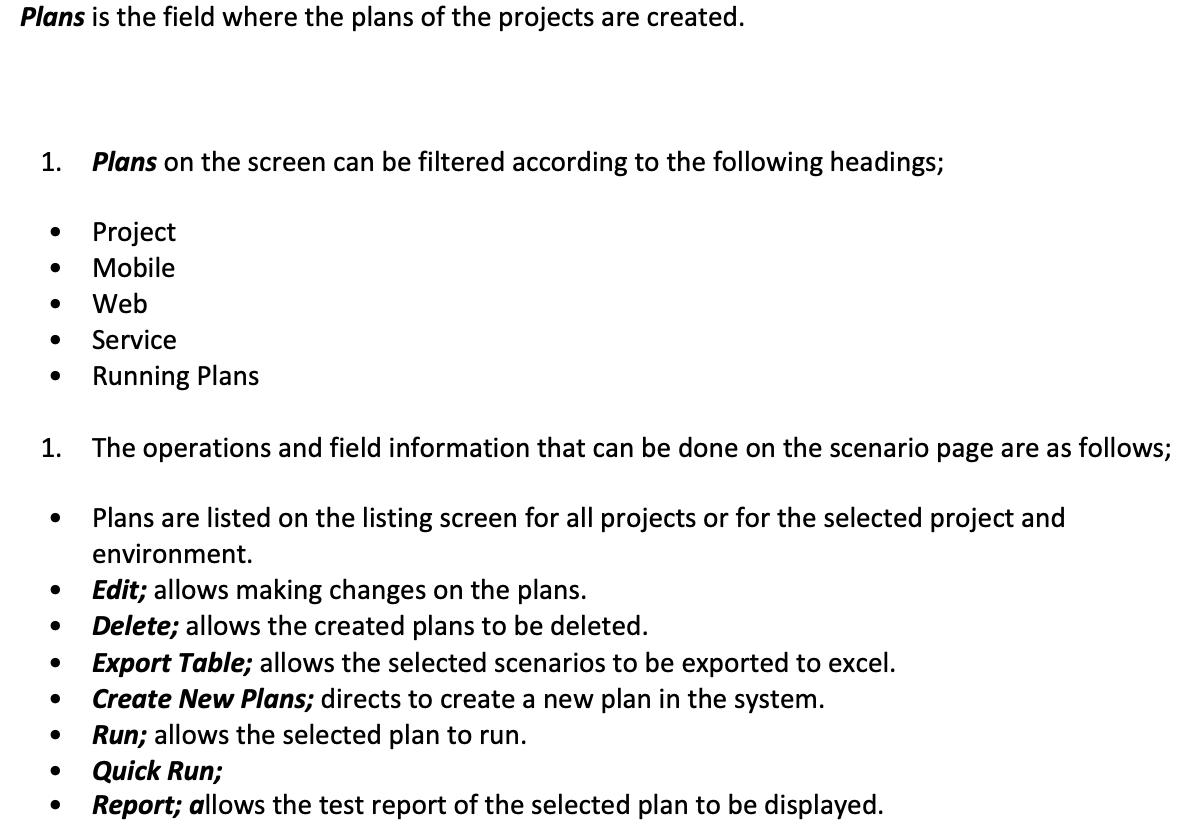 Plans is the field where the plans of the projects are created.
1. Plans on the screen can be filtered according to the following headings;
• Project
• Mobile
• Web
• Service
• Running Plans
1. The operations and field information that can be done on the scenario page are as follows;
• Plans are listed on the listing screen for all projects or for the selected project and
environment.
• Edit; allows making changes on the plans.
• Delete; allows the created plans to be deleted.
• Export Table; allows the selected scenarios to be exported to excel.
• Create New Plans; directs to create a new plan in the system.
• Run; allows the selected plan to run.
• Quick Run;
• Report; allows the test report of the selected plan to be displayed.